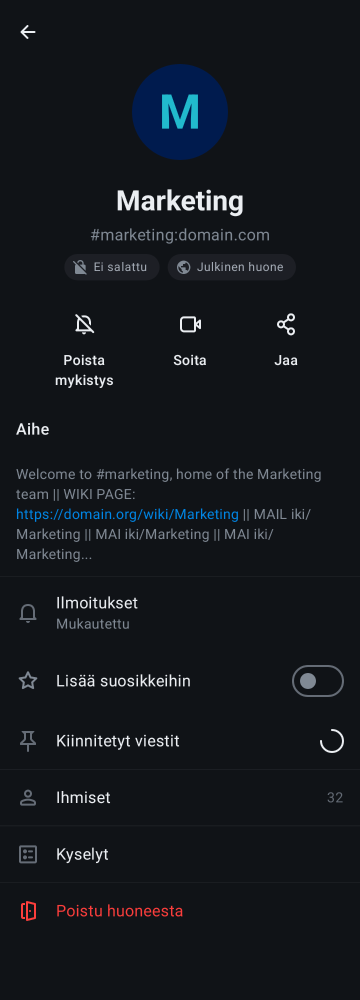 M
Marketing
#marketing:domain.com
Ei salattu
Julkinen huone
Poista
mykistys
Soita
Jaa
Aihe
Welcome to #marketing, home of the Marketing
team || WIKI PAGE:
https://domain.org/wiki/Marketing || MAIL iki/
Marketing || MAI iki/Marketing || MAI iki/
Marketing...
Ilmoitukset
Mukautettu
Lisää suosikkeihin
Kiinnitetyt viestit
Ihmiset 32
Kyselyt
Poistu huoneesta